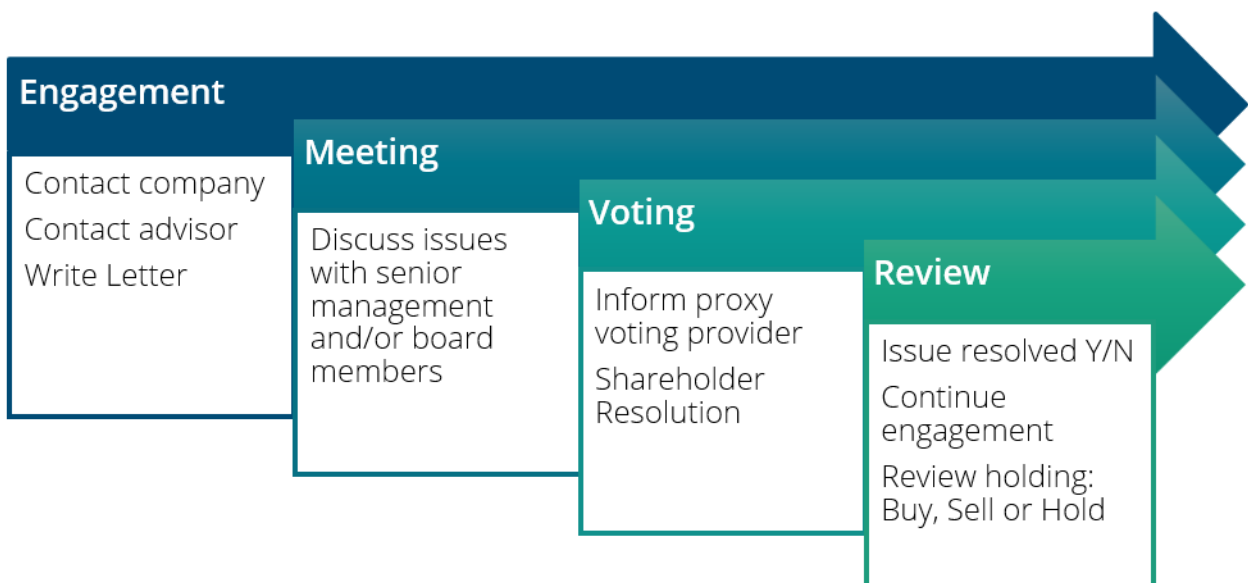 Engagement
Contact company
Contact advisor
Write Letter
Meeting
Discuss issues
with senior
management
and/or board
members
Voting
Inform proxy
voting provider
Shareholder
Resolution
Review
Issue resolved Y/N
Continue
engagement
Review holding:
Buy, Sell or Hold